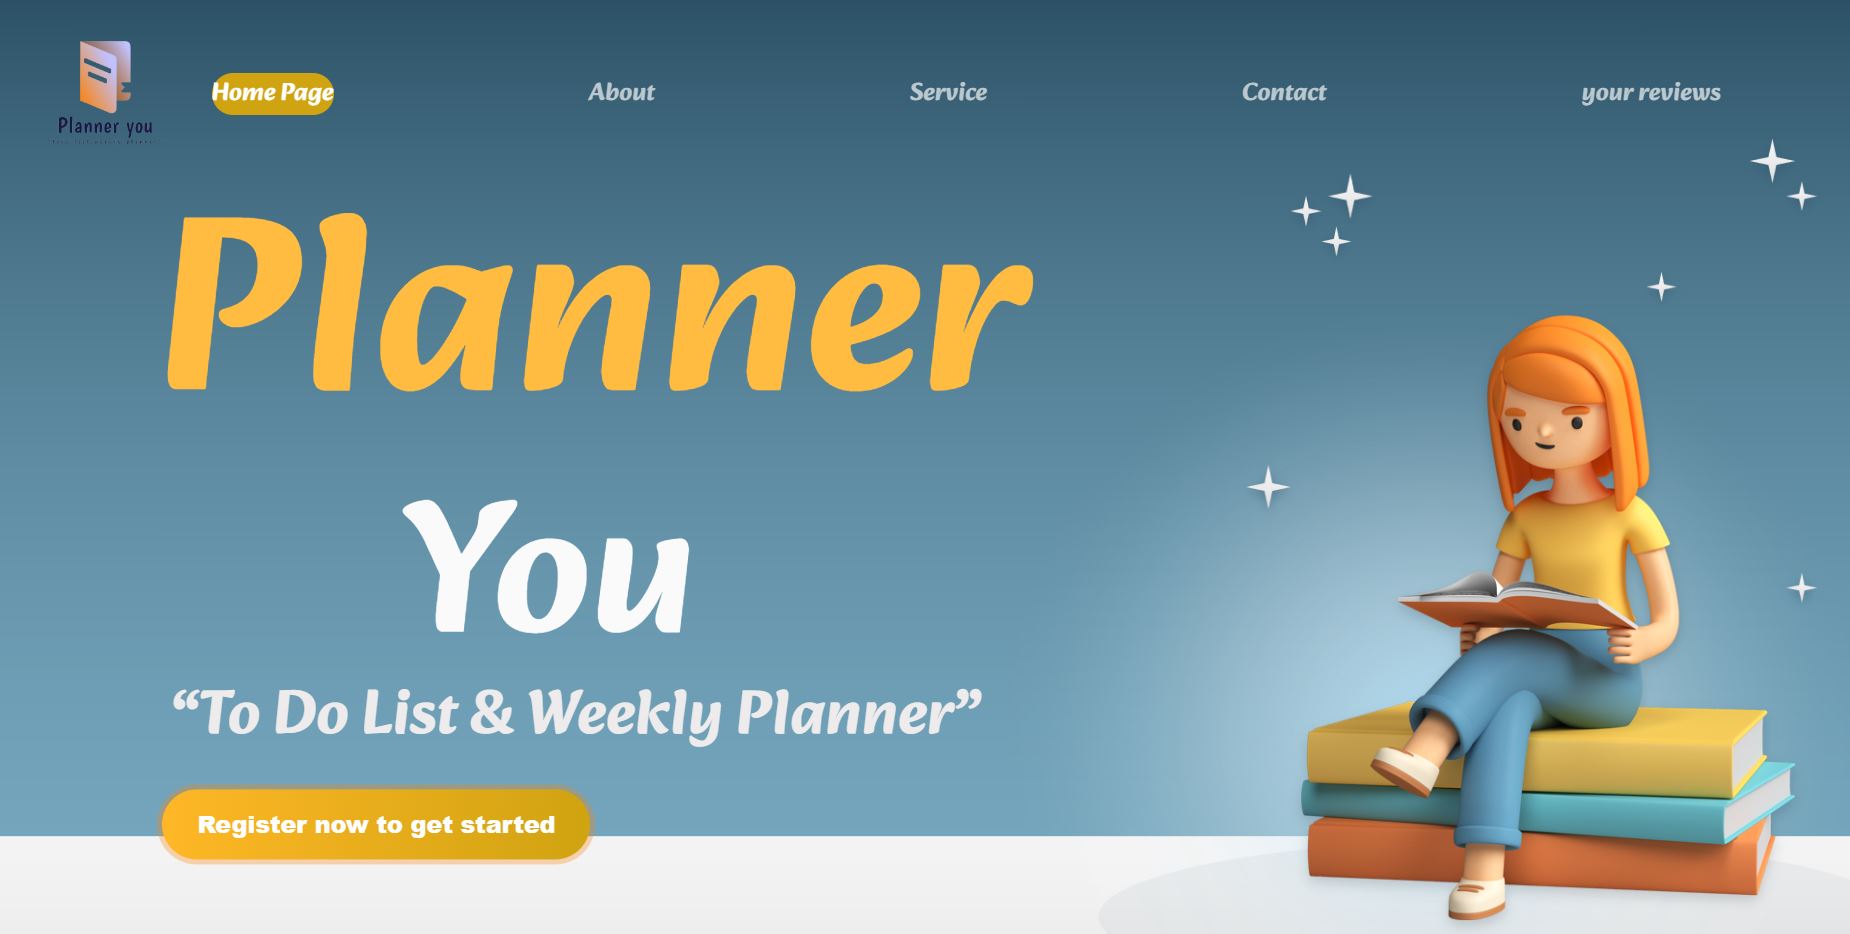 Planner you
Home Page
About
Service
Contact
your reviews
Planner
You
“To Do List & Weekly Planner”
Register now to get started